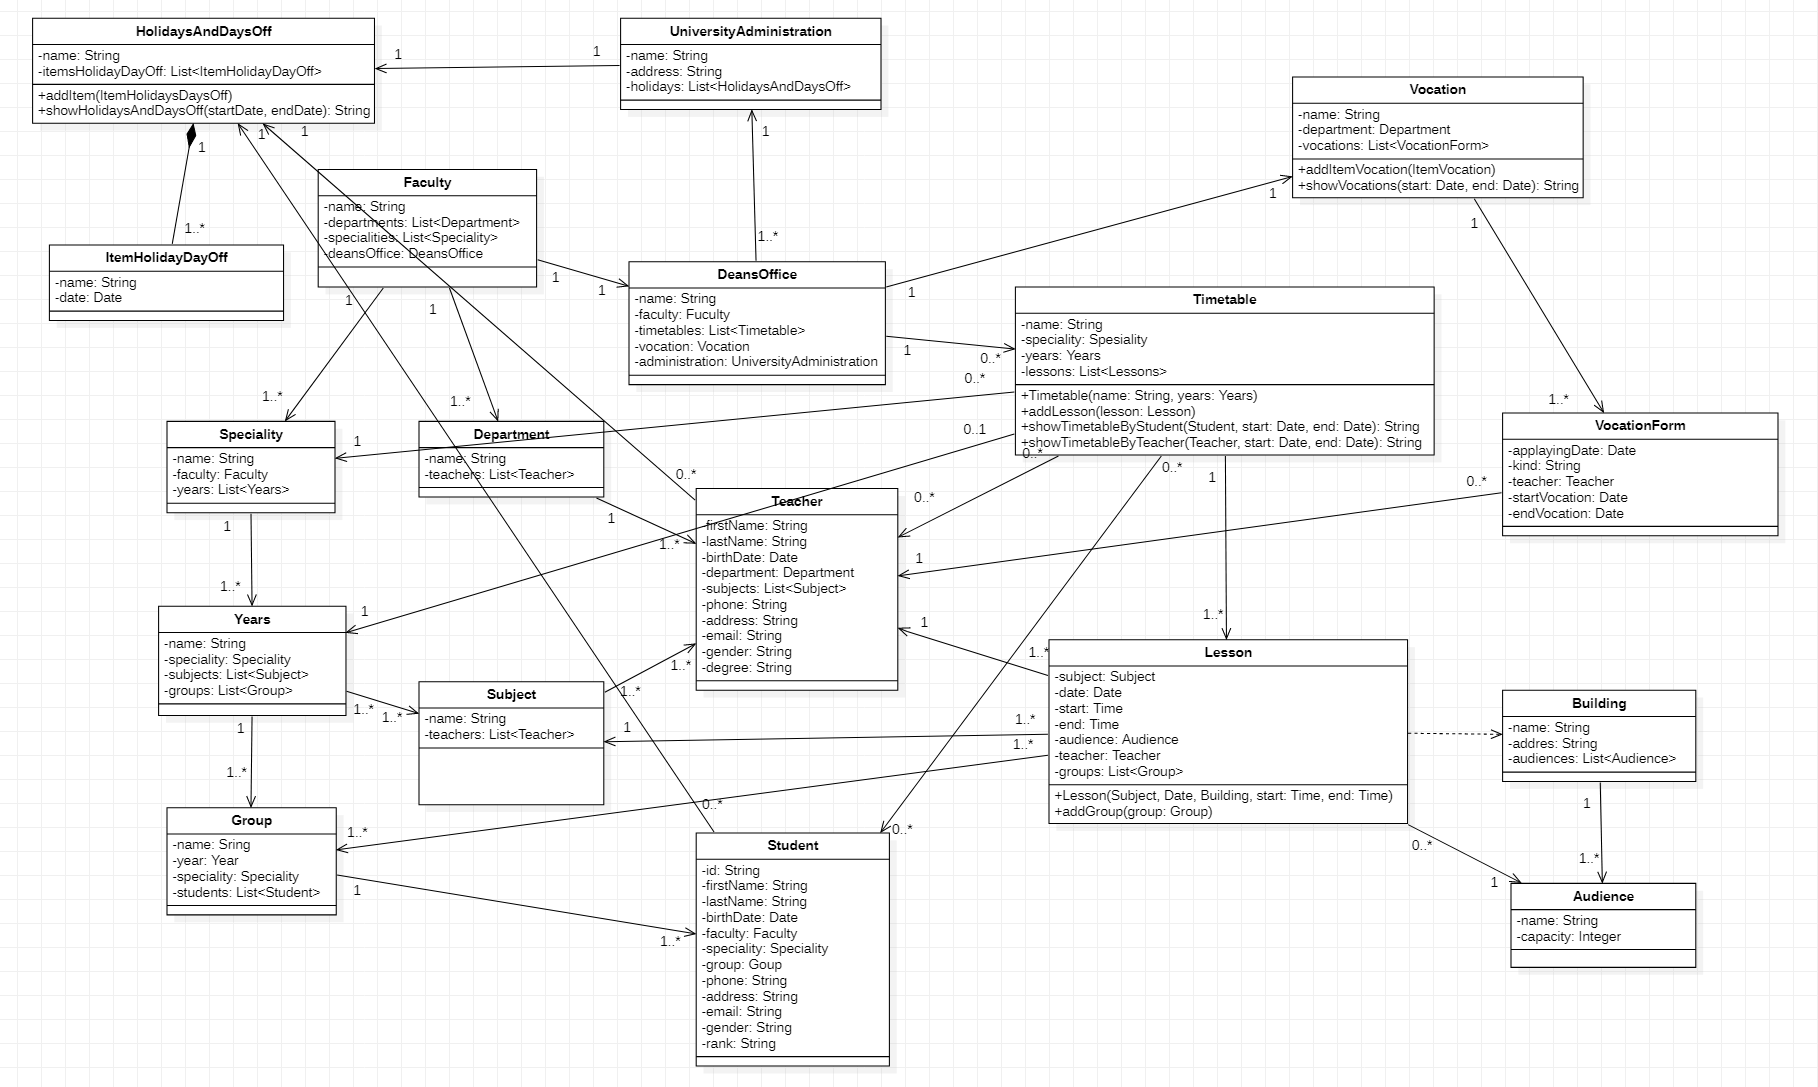 HolidaysAndDaysOff
-name: String
-itemsHolidayDayOff: List<ItemHolidayDayOff>
+addItem(ItemHolidaysDaysOff)
+showHolidaysAndDaysOff(startDate, endDate): String
1
1
UniversityAdministration
-name: String
-address: String
-holidays: List<HolidaysAndDaysOff>
Vocation
-name: String
-department: Department
-vocations: List<VocationForm>
+addItemVocation(ItemVocation)
+showVocations(start: Date, end: Date): String
1
1
1
1
1..*
1..*
1
1
Faculty
-name: String
-departments: List<Department>
-specialities: List<Speciality>
-deansOffice: DeansOffice
ItemHolidayDayOff
-name: String
-date: Date
1
1
1
1
DeansOffice
-name: String
-faculty: Fuculty
-timetables: List<Timetable>
-vocation: Vocation
-administration: UniversityAdministration
1
1
0..*
0..*
Timetable
-name: String
-speciality: Spesiality
-years: Years
-lessons: List<Lessons>
+Timetable(name: String, years: Years)
+addLesson(lesson: Lesson)
+showTimetableByStudent(Student, start: Date, end: Date): String
+showTimetableByTeacher(Teacher, start: Date, end: Date): String
1..*
1..*
1..*
0..1
0..*
0..*
1
VocationForm
-applayingDate: Date
-kind: String
-teacher: Teacher
-startVocation: Date
-endVocation: Date
0..*
1
Speciality
-name: String
-faculty: Faculty
-years: List<Years>
1
Department
-name: String
-teachers: List<Teacher>
0..*
0..*
1
1..*
1
1
1..*
Teacher
-firstName: String
-lastName: String
-birthDate: Date
-department: Department
-subjects: List<Subject>
-phone: String
-address: String
-email: String
-gender: String
-degree: String
1
1
1..*
1..*
Years
-name: String
-speciality: Speciality
-subjects: List<Subject>
-groups: List<Group>
1..*
1..*
1..*
1..*
Subject
-name: String
-teachers: List<Teacher>
1
1..*
1..*
Lesson
-subject: Subject
-date: Date
-start: Time
-end: Time
-audience: Audience
-teacher: Teacher
-groups: List<Group>
+Lesson(Subject, Date, Building, start: Time, end: Time)
+addGroup(group: Group)
Building
-name: String
-addres: String
-audiences: List<Audience>
1
1..*
0..*
1
1
1..*
Group
-name: Sring
-year: Year
-speciality: Speciality
-students: List<Student>
1..*
1
1..*
0..*
0..*
Student
-id: String
-firstName: String
-lastName: String
-birthDate: Date
-faculty: Faculty
-speciality: Speciality
-group: Goup
-phone: String
-address: String
-email: String
-gender: String
-rank: String
Audience
-name: String
-capacity: Integer